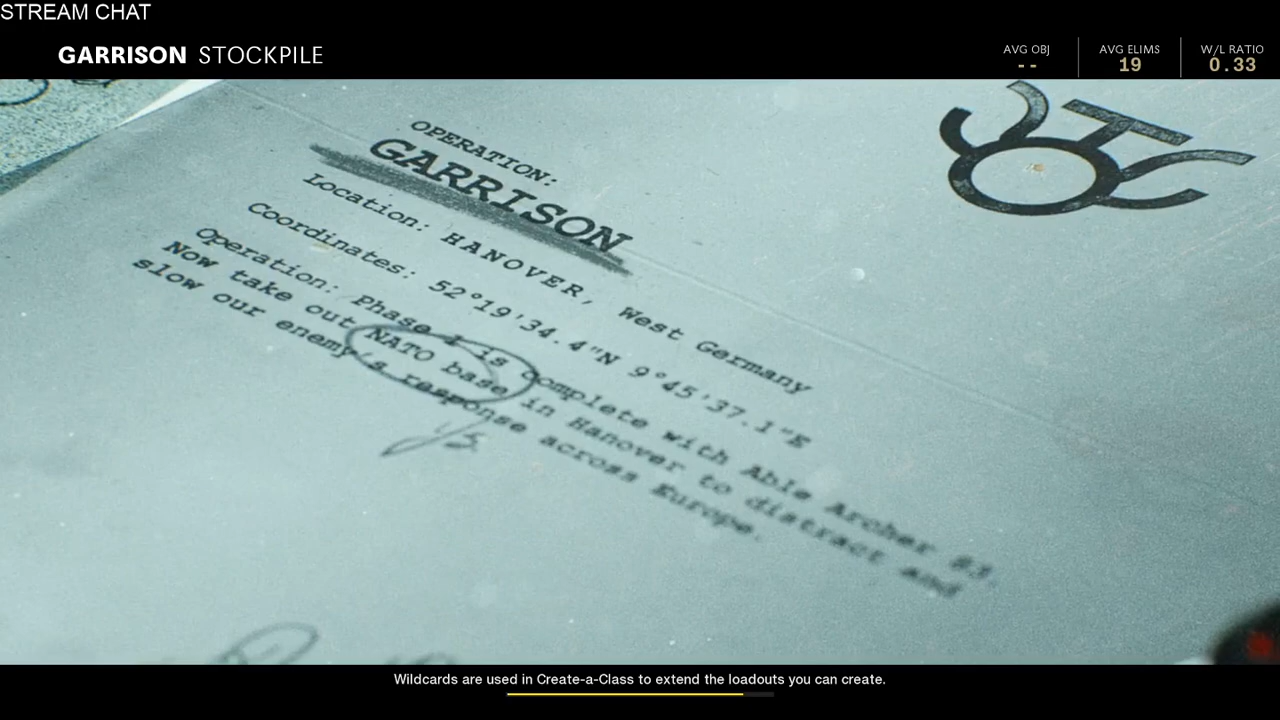 STREAM CHAT
GARRISON STOCKPILE
AVG OBJ
--
AVG ELIMS
19
W/L RATIO
0.33
OPERATION:
GARRISON
Location: HANOVER, West Germany
Coordinates: 52°19'34.4"N 9°45'37.1"E
Operation: Phase 1 is complete with Able Archer 83.
Now take out NATO base in Hanover to distract and
slow our enemy's response across Europe.
Wildcards are used in Create-a-Class to extend the loadouts you can create.